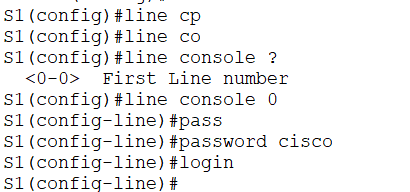 S1(config)#line cp
S1(config)#line co
S1(config)#line console ?
  <0-0>  First Line number
S1(config)#line console 0
S1(config-line)#pass
S1(config-line)#password cisco
S1(config-line)#login
S1(config-line)#